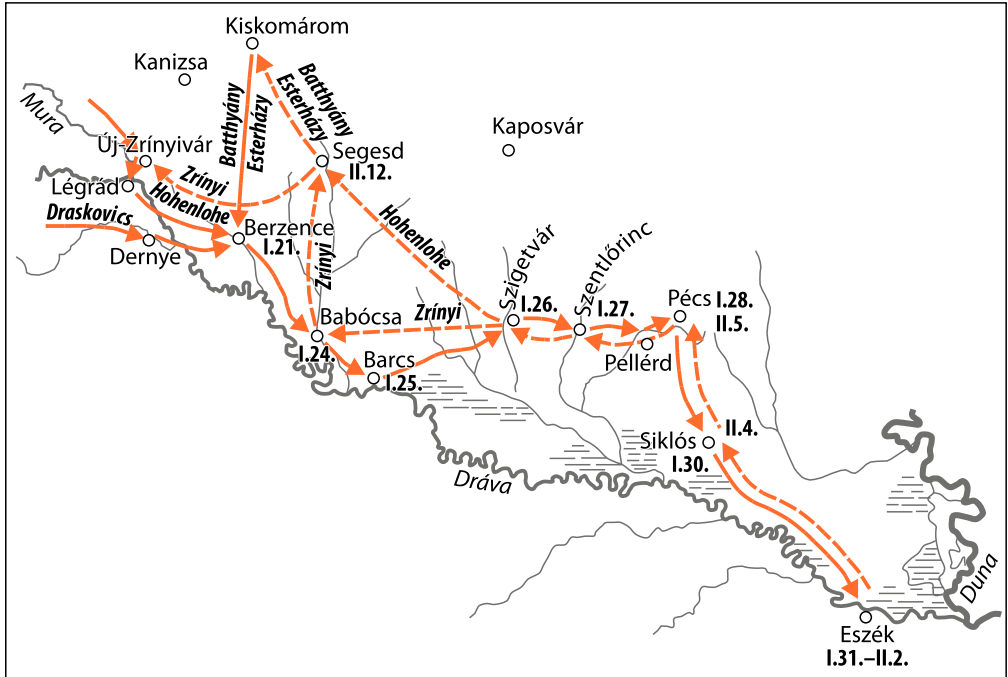 Kiskomárom
Kanizsa
Mura
Batthyány
Esterházy
Batthyány
Esterházy
Kaposvár
Új-Zrínyivár
Segesd
II.12.
Zrínyi
Légrád
Hohenlohe
Draskovics
Hohenlohe
Berzence
I.21.
Dernye
Zrínyi
Szigetvár
I.26.
Szentlőrinc
I.27.
Pécs I.28.
II.5.
Babócsa
Zrínyi
I.24.
Barcs
I.25.
Pellérd
II.4.
Siklós
I.30.
Dráva
Duna
Eszék
I.31.–II.2.